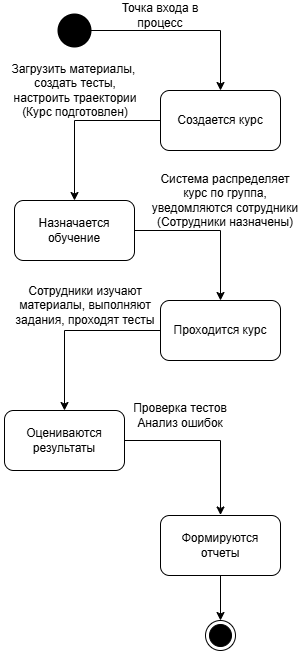 Точка входа в
процесс
Загрузить материалы,
создать тесты,
настроить траектории
(Курс подготовлен)
Создается курс
Система распределяет
курс по группа,
уведомляются сотрудники
(Сотрудники назначены)
Назначается
обучение
Сотрудники изучают
материалы, выполняют
задания, проходят тесты
Проходится курс
Проверка тестов
Анализ ошибок
Оцениваются
результаты
Формируются
отчеты